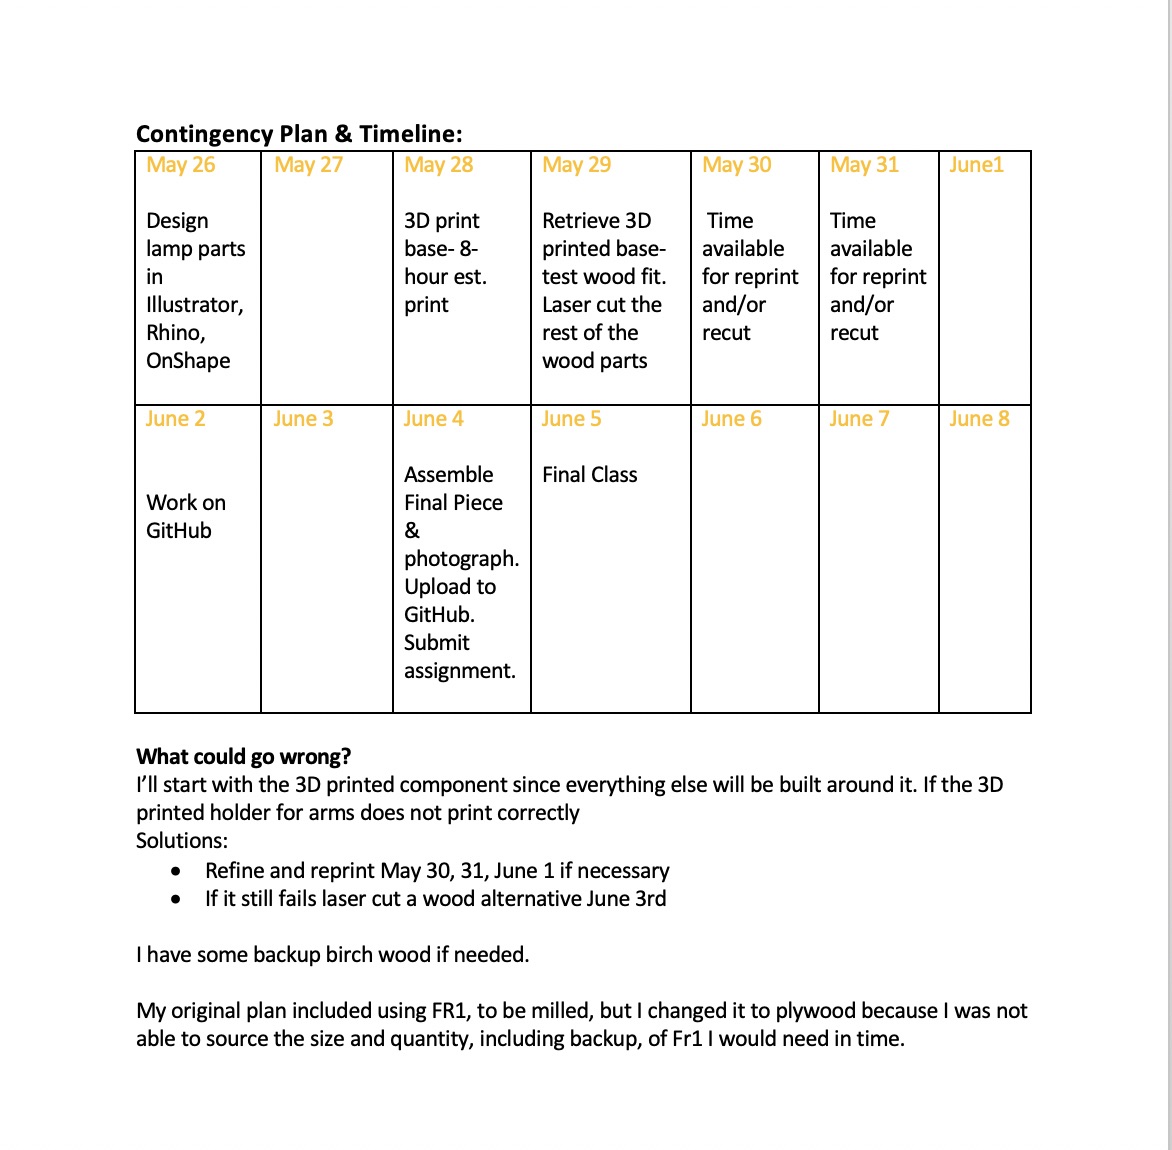 Contingency Plan & Timeline:
May 26
Design
lamp parts
in
Illustrator,
Rhino,
OnShape
May 27
May 28
3D print
base- 8-
hour est.
print
May 29
Retrieve 3D
printed base-
test wood fit.
Laser cut the
rest of the
wood parts
May 30
Time
available
for reprint
and/or
recut
May 31
Time
available
for reprint
and/or
recut
June1
June 2
Work on
GitHub
June 3
June 4
Assemble
Final Piece
&
photograph.
Upload to
GitHub.
Submit
assignment.
June 5
Final Class
June 6
June 7
June 8
What could go wrong?
I'll start with the 3D printed component since everything else will be built around it. If the 3D
printed holder for arms does not print correctly
Solutions:
• Refine and reprint May 30, 31, June 1 if necessary
• If it still fails laser cut a wood alternative June 3rd
I have some backup birch wood if needed.
My original plan included using FR1, to be milled, but I changed it to plywood because I was not
able to source the size and quantity, including backup, of Fr1 I would need in time.